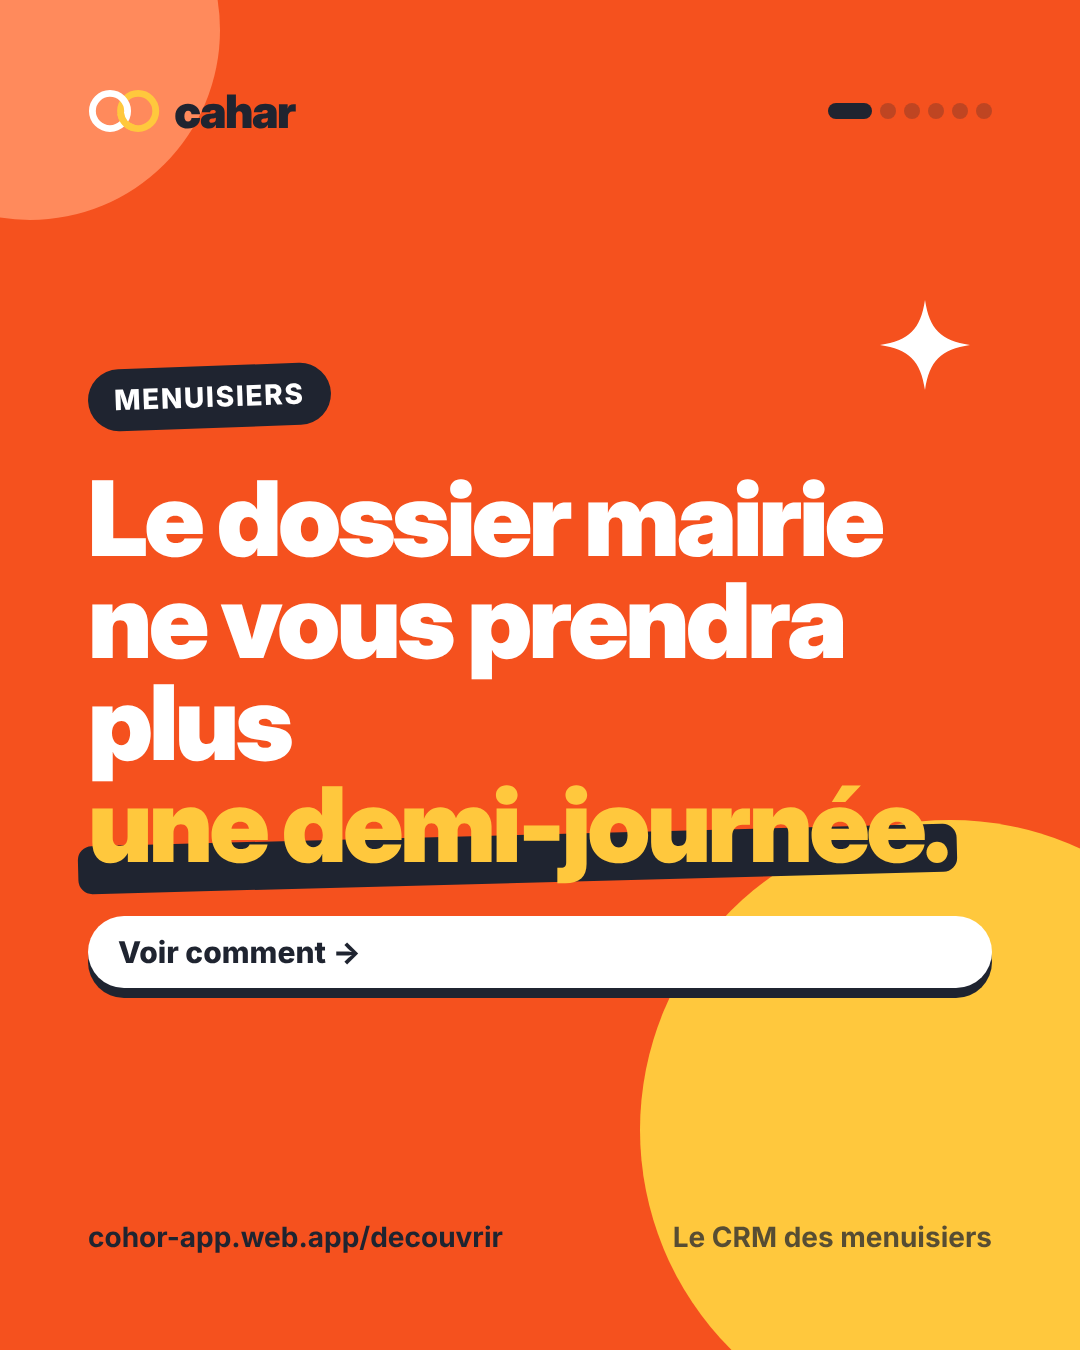 cahar
MENUISIERS
Le dossier mairie
ne vous prendra
plus
une demi-journée.
Voir comment →
cohor-app.web.app/decouvrir
Le CRM des menuisiers